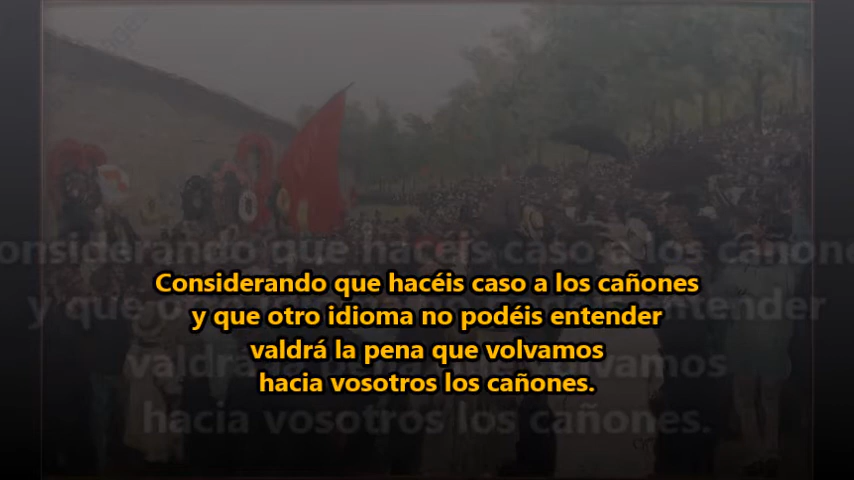 Considerando que hacéis caso a los cañones
y que otro idioma no podéis entender
valdrá la pena que volvamos
hacia vosotros los cañones.